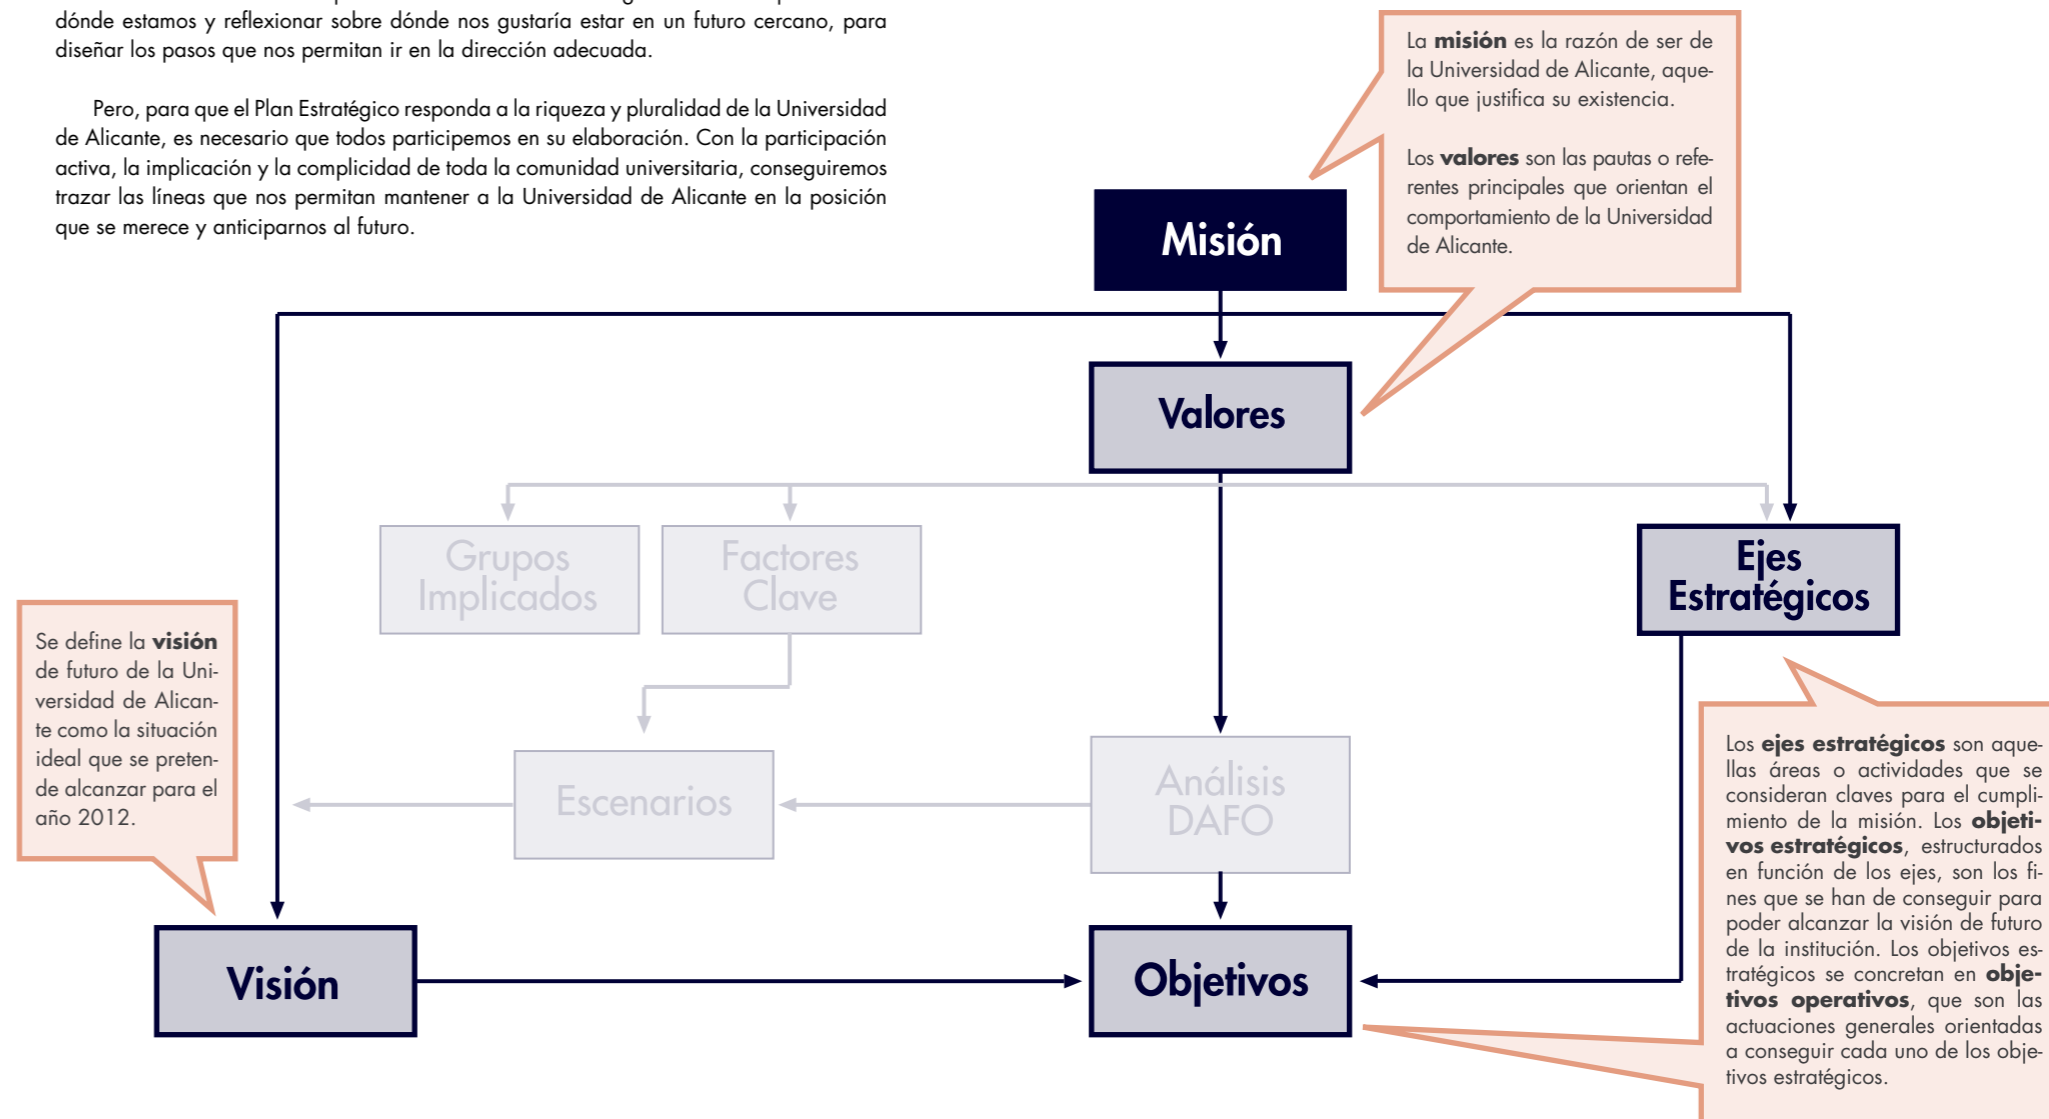 dónde estamos y reflexionar sobre dónde nos gustaría estar en un futuro cercano, para
diseñar los pasos que nos permitan ir en la dirección adecuada.
Pero, para que el Plan Estratégico responda a la riqueza y pluralidad de la Universidad
de Alicante, es necesario que todos participemos en su elaboración. Con la participación
activa, la implicación y la complicidad de toda la comunidad universitaria, conseguiremos
trazar las líneas que nos permitan mantener a la Universidad de Alicante en la posición
que se merece y anticiparnos al futuro.
La misión es la razón de ser de
la Universidad de Alicante, aque-
llo que justifica su existencia.
Los valores son las pautas o refe-
rentes principales que orientan el
comportamiento de la Universidad
de Alicante.
Misión
Valores
Grupos
Implicados
Factores
Clave
Ejes
Estratégicos
Se define la visión
de futuro de la Uni-
versidad de Alican-
te como la situación
ideal que se preten-
de alcanzar para el
año 2012.
Escenarios
Análisis
DAFO
Los ejes estratégicos son aque-
llas áreas o actividades que se
consideran claves para el cumpli-
miento de la misión. Los objeti-
vos estratégicos, estructurados
en función de los ejes, son los fi-
nes que se han de conseguir para
poder alcanzar la visión de futuro
de la institución. Los objetivos es-
tratégicos se concretan en obje-
tivos operativos, que son las
actuaciones generales orientadas
a conseguir cada uno de los obje-
tivos estratégicos.
Visión
Objetivos